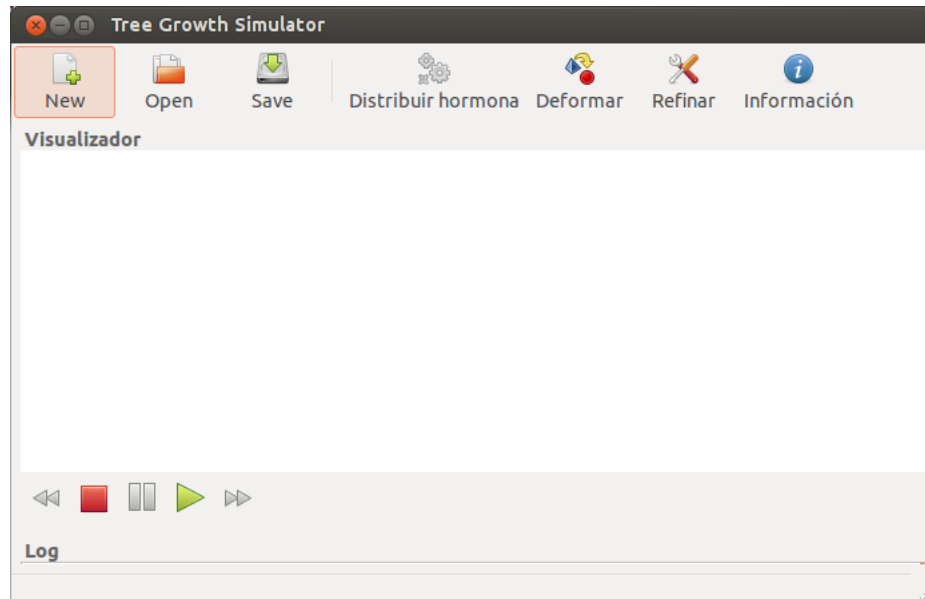 Tree Growth Simulator
New Open Save Distribuir hormona Deformar Refinar Información
Visualizador
Log